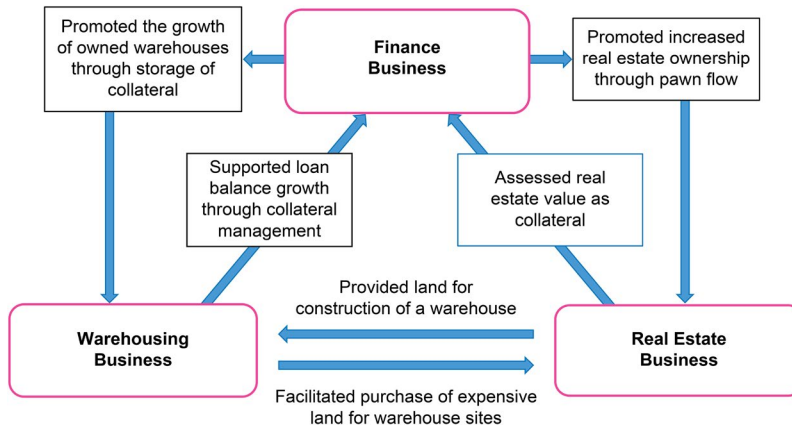 Promoted the growth
of owned warehouses
through storage of
collateral
Finance
Business
Promoted increased
real estate ownership
through pawn flow
Supported loan
balance growth
through collateral
management
Assessed real
estate value as
collateral
Provided land for
construction of a warehouse
Warehousing
Business
Real Estate
Business
Facilitated purchase of expensive
land for warehouse sites